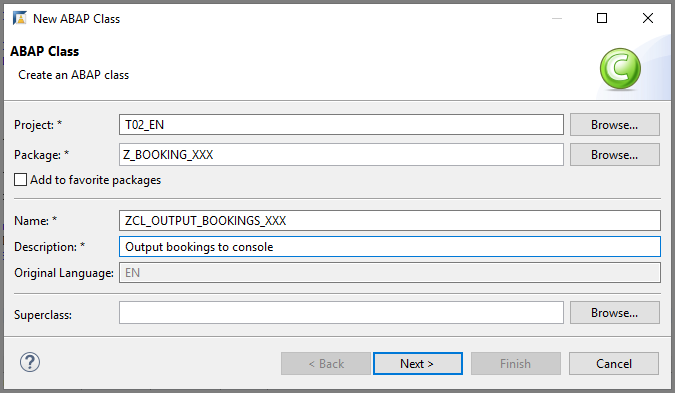 New ABAP Class
ABAP Class
Create an ABAP class
C
Project: * T02_EN Browse...
Package: * Z_BOOKING_XXX Browse...
Add to favorite packages
Name: * ZCL_OUTPUT_BOOKINGS_XXX
Description: * Output bookings to console
Original Language: EN
Superclass: Browse...
? < Back Next > Finish Cancel